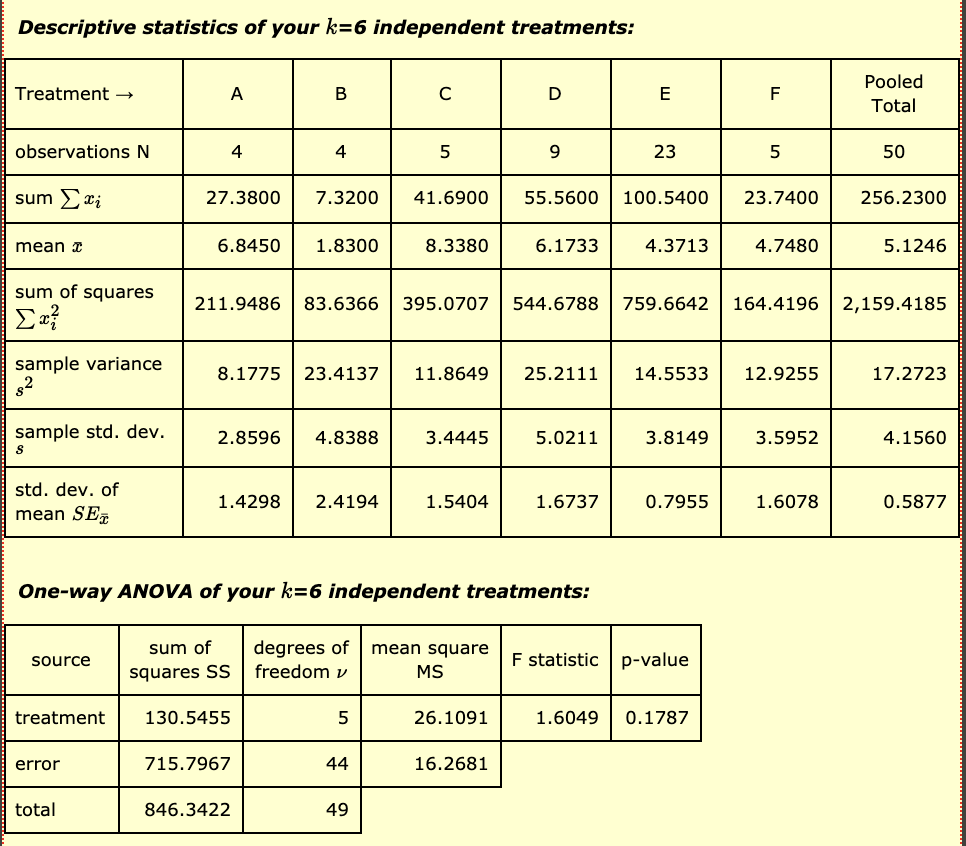 Descriptive statistics of your k=6 independent treatments:
Treatment → A B C D E F Pooled Total
observations N 4 4 5 9 23 5 50
sum ∑ xᵢ 27.3800 7.3200 41.6900 55.5600 100.5400 23.7400 256.2300
mean x̄ 6.8450 1.8300 8.3380 6.1733 4.3713 4.7480 5.1246
sum of squares ∑ xᵢ² 211.9486 83.6366 395.0707 544.6788 759.6642 164.4196 2,159.4185
sample variance s² 8.1775 23.4137 11.8649 25.2111 14.5533 12.9255 17.2723
sample std. dev. s 2.8596 4.8388 3.4445 5.0211 3.8149 3.5952 4.1560
std. dev. of mean SEx̄ 1.4298 2.4194 1.5404 1.6737 0.7955 1.6078 0.5877
One-way ANOVA of your k=6 independent treatments:
source sum of squares SS degrees of freedom ν mean square MS F statistic p-value
treatment 130.5455 5 26.1091 1.6049 0.1787
error 715.7967 44 16.2681
total 846.3422 49